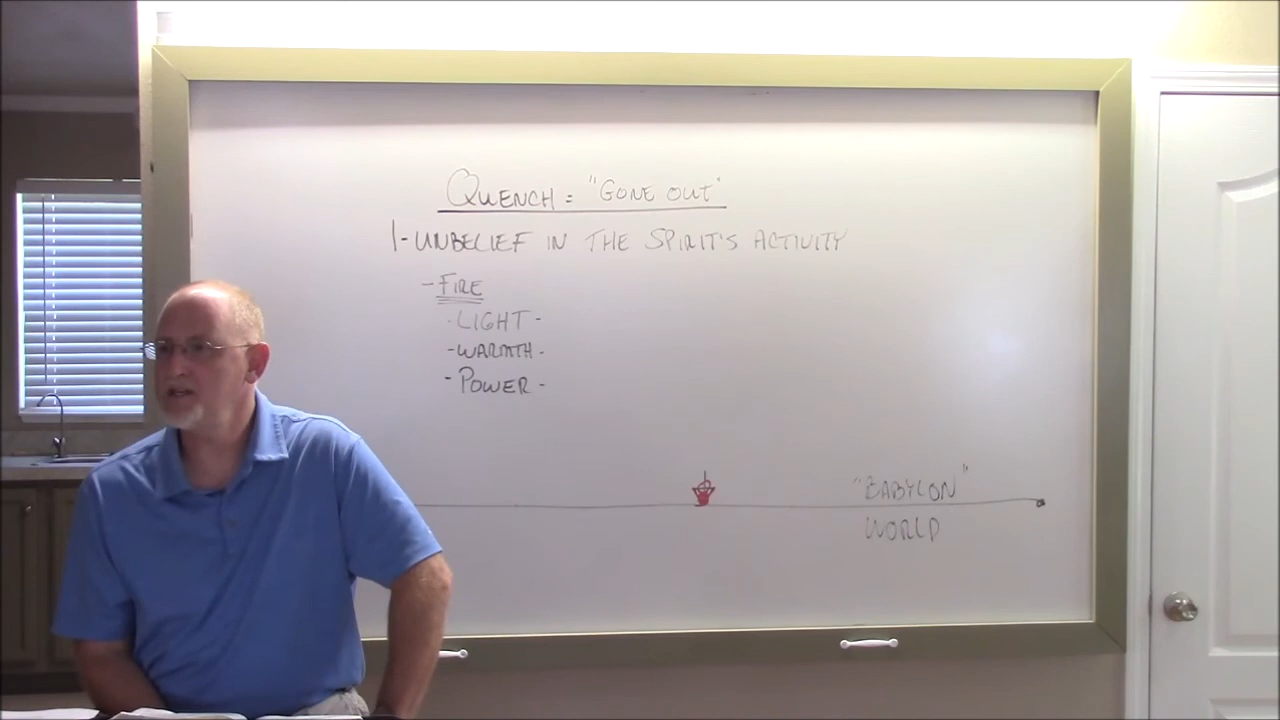 QUENCH = "GONE OUT"
1-UNBELIEF IN THE SPIRIT'S ACTIVITY
-FIRE
-LIGHT-
-WARMTH-
-POWER-
"BABYLON"
WORLD